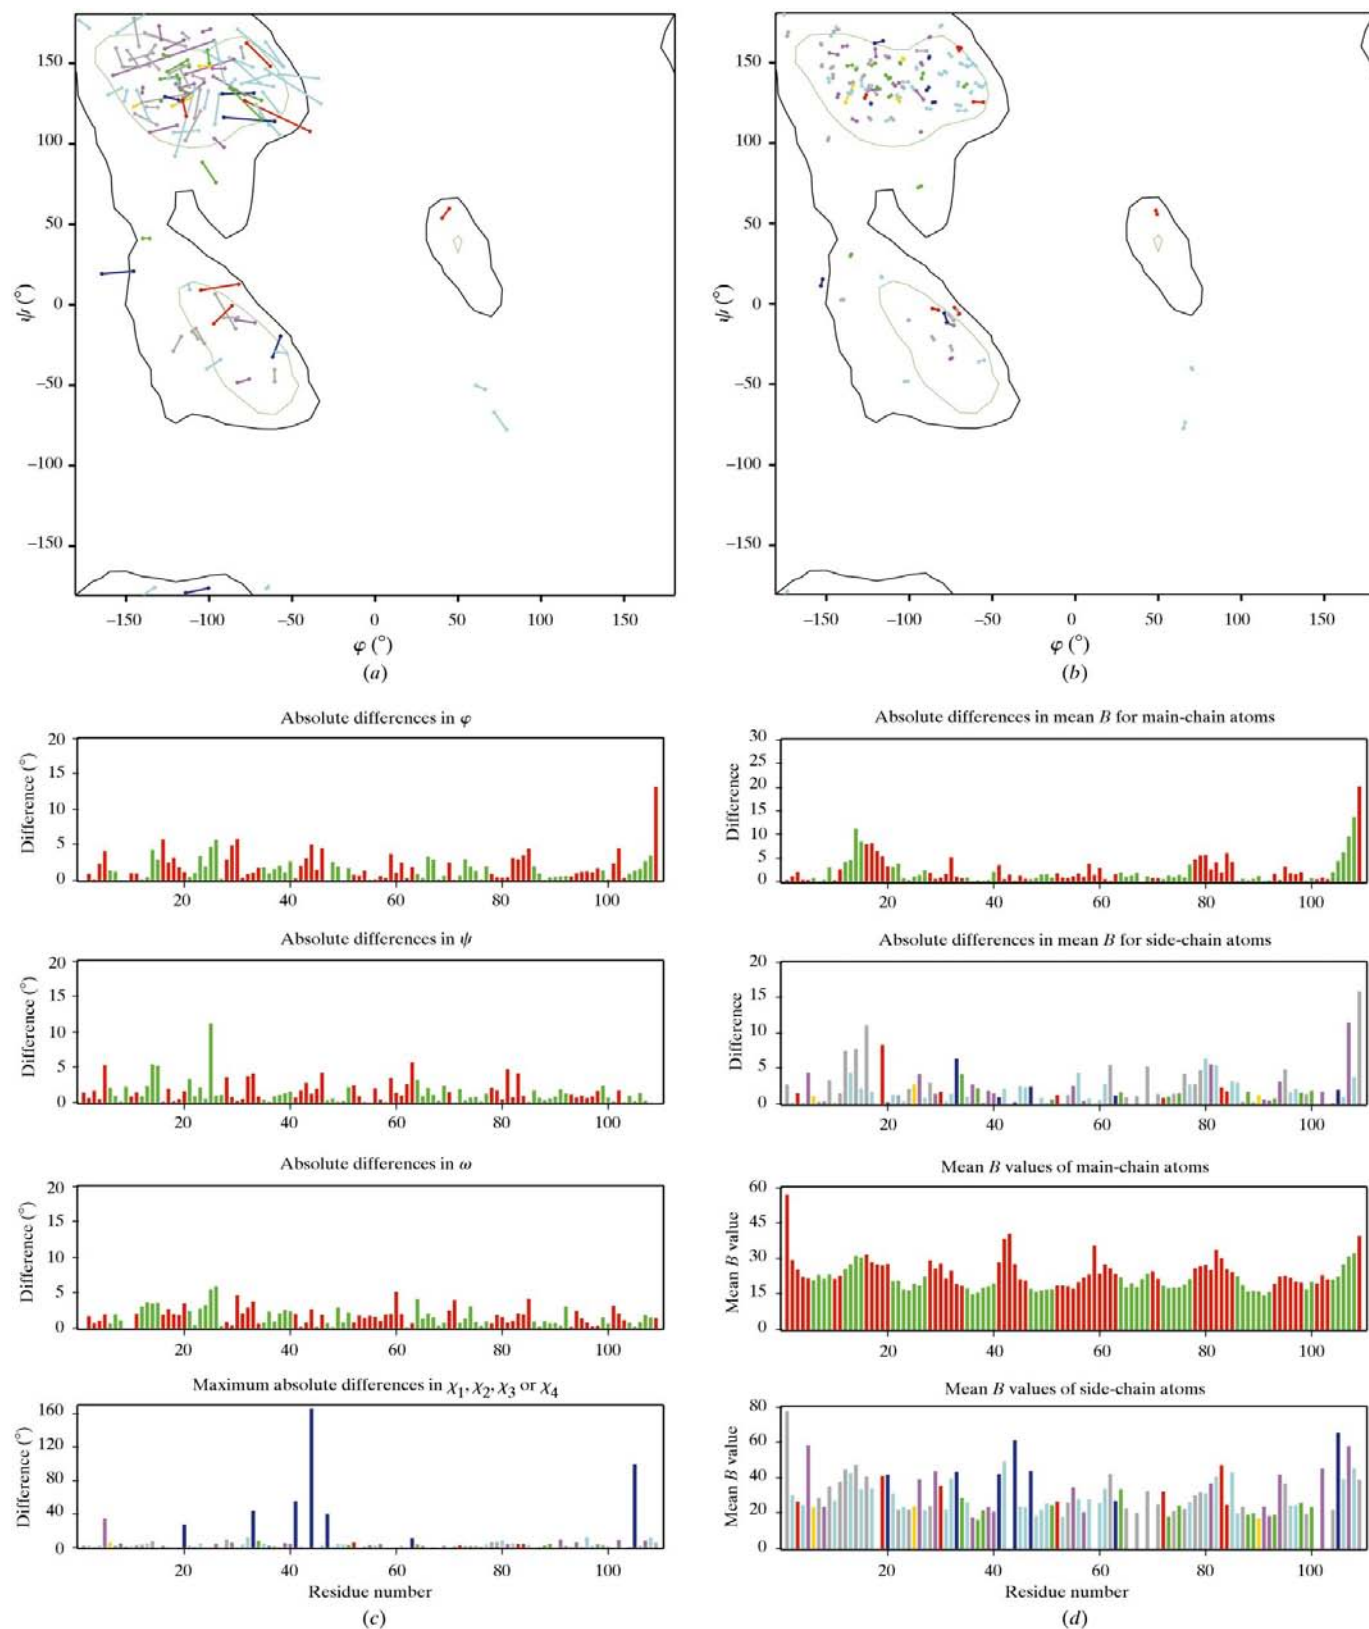 150
100
50
0
−50
−100
−150
ψ (°)
−150 −100 −50 0 50 100 150
φ (°)
(a)
150
100
50
0
−50
−100
−150
ψ (°)
−150 −100 −50 0 50 100 150
φ (°)
(b)
Absolute differences in φ
20
15
10
5
0
Difference (°)
20 40 60 80 100
Absolute differences in ψ
20
15
10
5
0
Difference (°)
20 40 60 80 100
Absolute differences in ω
20
15
10
5
0
Difference (°)
20 40 60 80 100
Maximum absolute differences in χ1, χ2, χ3 or χ4
160
120
80
40
0
Difference (°)
20 40 60 80 100
Residue number
(c)
Absolute differences in mean B for main-chain atoms
30
25
20
15
10
5
0
Difference
20 40 60 80 100
Absolute differences in mean B for side-chain atoms
20
15
10
5
0
Difference
20 40 60 80 100
Mean B values of main-chain atoms
60
45
30
15
0
Mean B value
20 40 60 80 100
Mean B values of side-chain atoms
80
60
40
20
0
Mean B value
20 40 60 80 100
Residue number
(d)